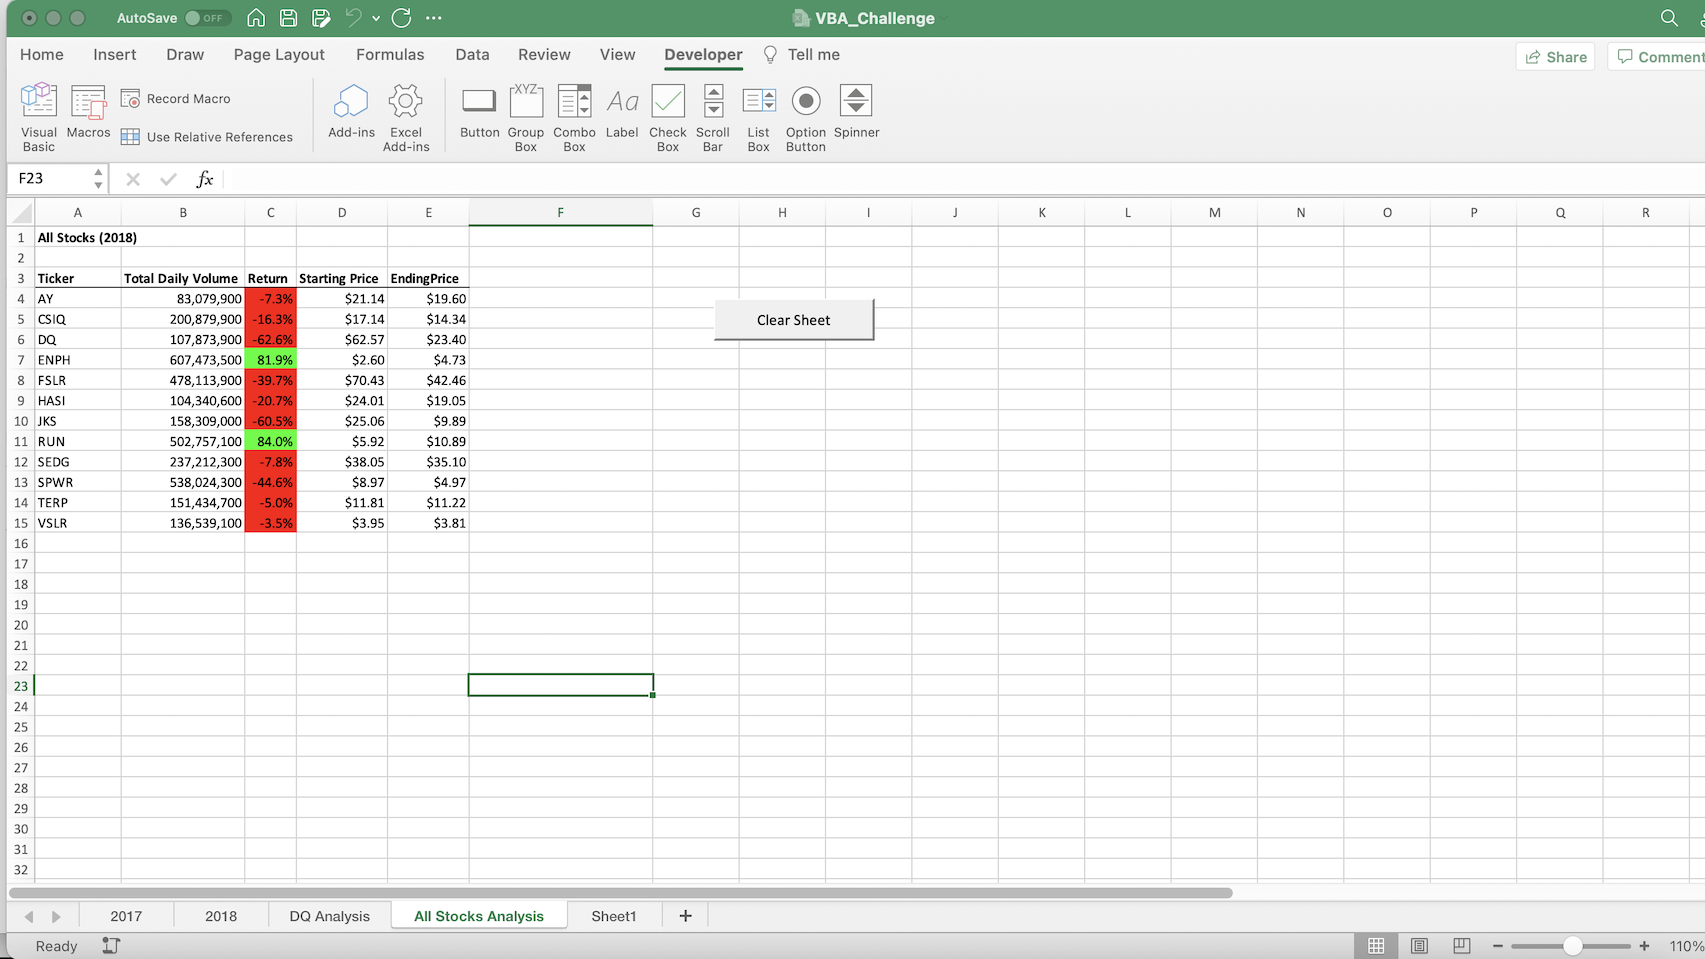 AutoSave OFF VBA_Challenge
Home Insert Draw Page Layout Formulas Data Review View Developer Tell me Share Comment
Record Macro
XYZ Aa
Visual Basic Macros Use Relative References Add-ins Excel Add-ins Button Group Box Combo Box Label Check Box Scroll Bar List Box Option Button Spinner
F23 fx
A B C D E F G H I J K L M N O P Q R
1 All Stocks (2018)
2
3 Ticker Total Daily Volume Return Starting Price EndingPrice
4 AY 83,079,900 -7.3% $21.14 $19.60
5 CSIQ 200,879,900 -16.3% $17.14 $14.34 Clear Sheet
6 DQ 107,873,900 -62.6% $62.57 $23.40
7 ENPH 607,473,500 81.9% $2.60 $4.73
8 FSLR 478,113,900 -39.7% $70.43 $42.46
9 HASI 104,340,600 -20.7% $24.01 $19.05
10 JKS 158,309,000 -60.5% $25.06 $9.89
11 RUN 502,757,100 84.0% $5.92 $10.89
12 SEDG 237,212,300 -7.8% $38.05 $35.10
13 SPWR 538,024,300 -44.6% $8.97 $4.97
14 TERP 151,434,700 -5.0% $11.81 $11.22
15 VSLR 136,539,100 -3.5% $3.95 $3.81
16
17
18
19
20
21
22
23
24
25
26
27
28
29
30
31
32
2017 2018 DQ Analysis All Stocks Analysis Sheet1 +
Ready 110%